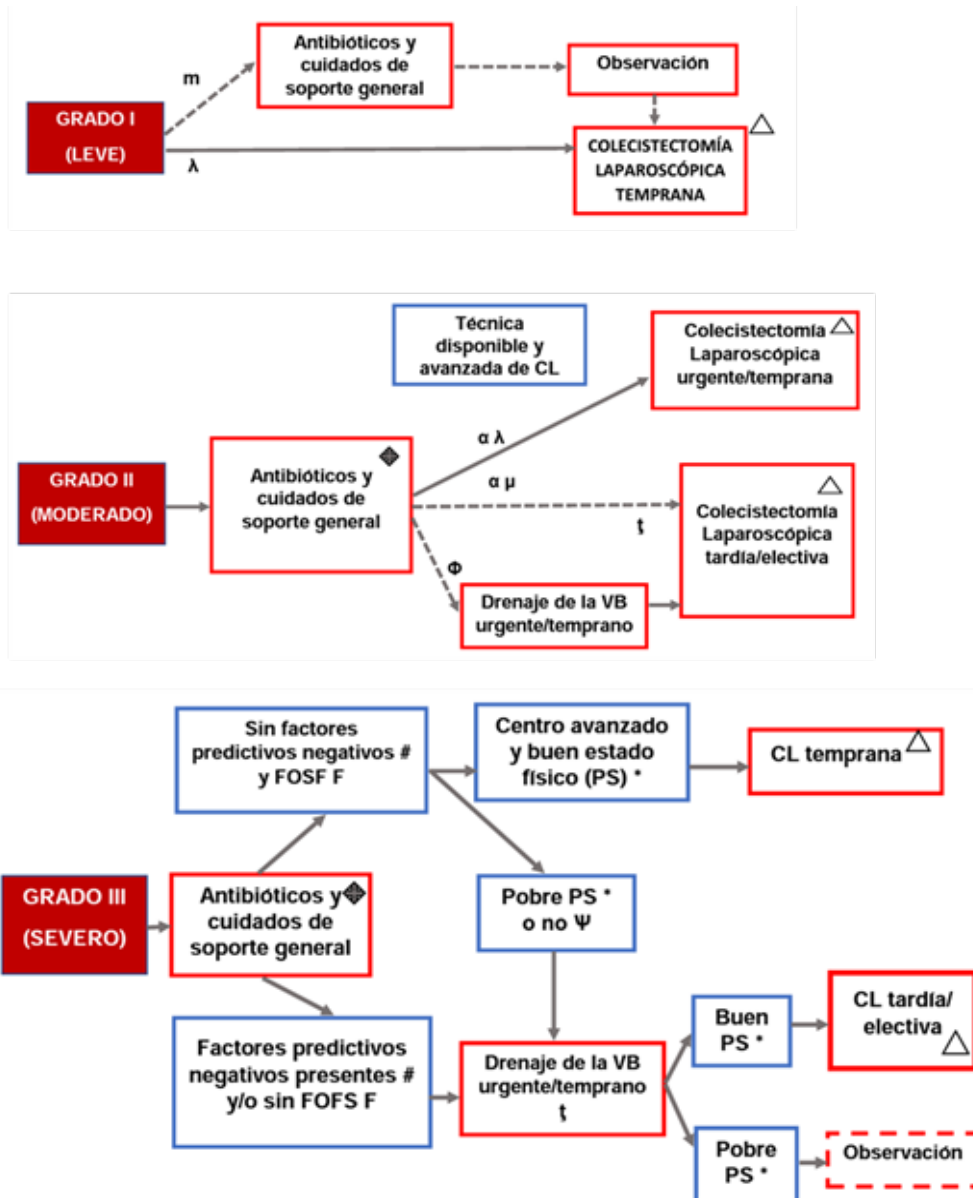 Antibióticos y
cuidados de
soporte general
Observación
m
GRADO I
(LEVE)
λ
COLECISTECTOMÍA
LAPAROSCÓPICA
TEMPRANA
Técnica
disponible y
avanzada de CL
Colecistectomía
Laparoscópica
urgente/temprana
α λ
GRADO II
(MODERADO)
Antibióticos y
cuidados de
soporte general
α µ
ţ
Colecistectomía
Laparoscópica
tardía/electiva
Φ
Drenaje de la VB
urgente/temprano
Sin factores
predictivos negativos #
y FOSF F
Centro avanzado
y buen estado
físico (PS) *
CL temprana
GRADO III
(SEVERO)
Antibióticos y
cuidados de
soporte general
Pobre PS *
o no Ψ
Factores predictivos
negativos presentes #
y/o sin FOFS F
Drenaje de la VB
urgente/temprano
ţ
Buen
PS *
CL tardía/
electiva
Pobre
PS *
Observación